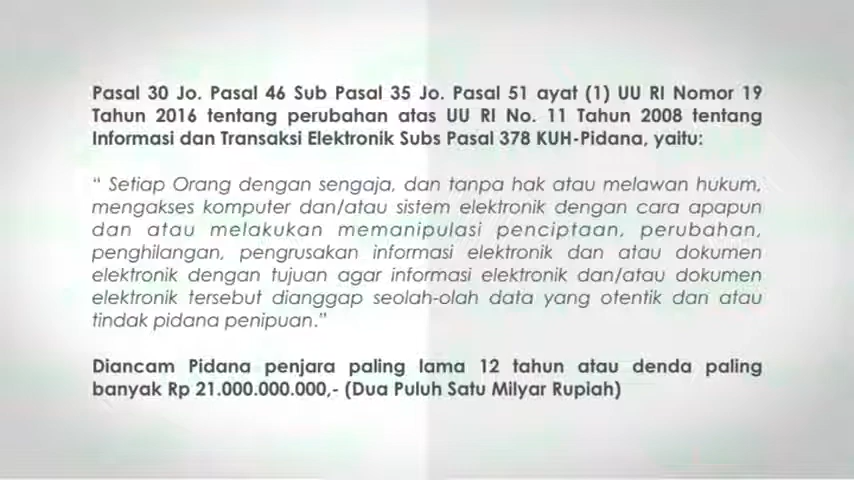 Pasal 30 Jo. Pasal 46 Sub Pasal 35 Jo. Pasal 51 ayat (1) UU RI Nomor 19
Tahun 2016 tentang perubahan atas UU RI No. 11 Tahun 2008 tentang
Informasi dan Transaksi Elektronik Subs Pasal 378 KUH-Pidana, yaitu:
“ Setiap Orang dengan sengaja, dan tanpa hak atau melawan hukum,
mengakses komputer dan/atau sistem elektronik dengan cara apapun
dan atau melakukan memanipulasi penciptaan, perubahan,
penghilangan, pengrusakan informasi elektronik dan atau dokumen
elektronik dengan tujuan agar informasi elektronik dan/atau dokumen
elektronik tersebut dianggap seolah-olah data yang otentik dan atau
tindak pidana penipuan.”
Diancam Pidana penjara paling lama 12 tahun atau denda paling
banyak Rp 21.000.000.000,- (Dua Puluh Satu Milyar Rupiah)